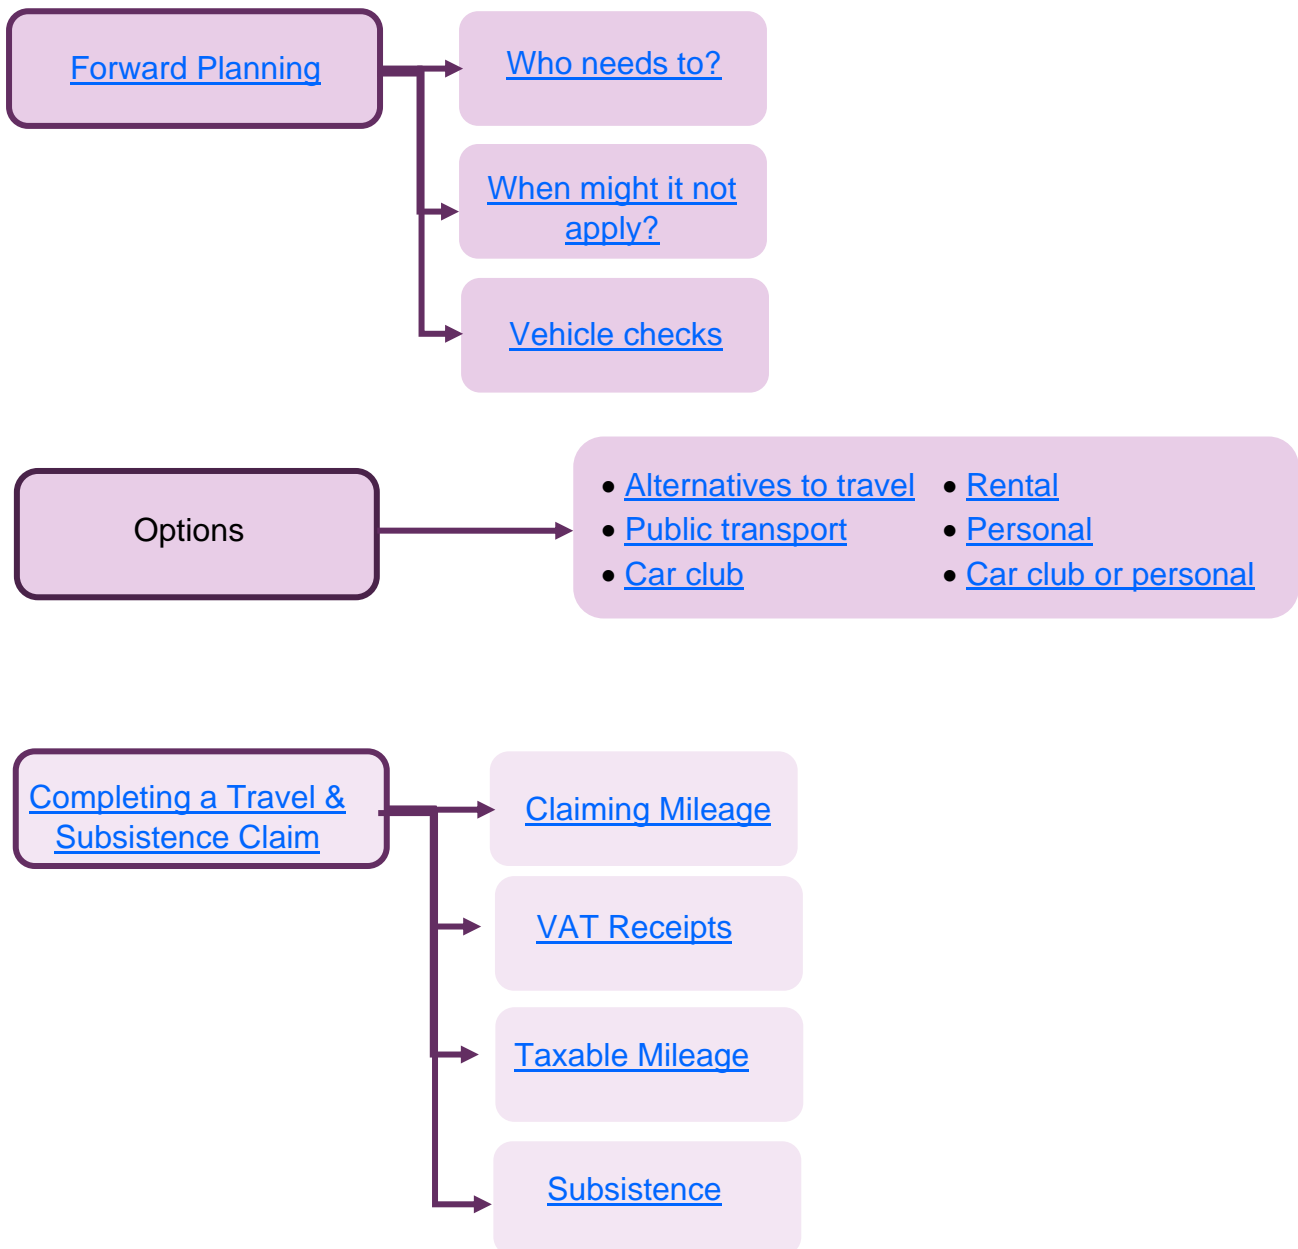 Forward Planning
Who needs to?
When might it not
apply?
Vehicle checks
Options
• Alternatives to travel
• Public transport
• Car club
• Rental
• Personal
• Car club or personal
Completing a Travel &
Subsistence Claim
Claiming Mileage
VAT Receipts
Taxable Mileage
Subsistence